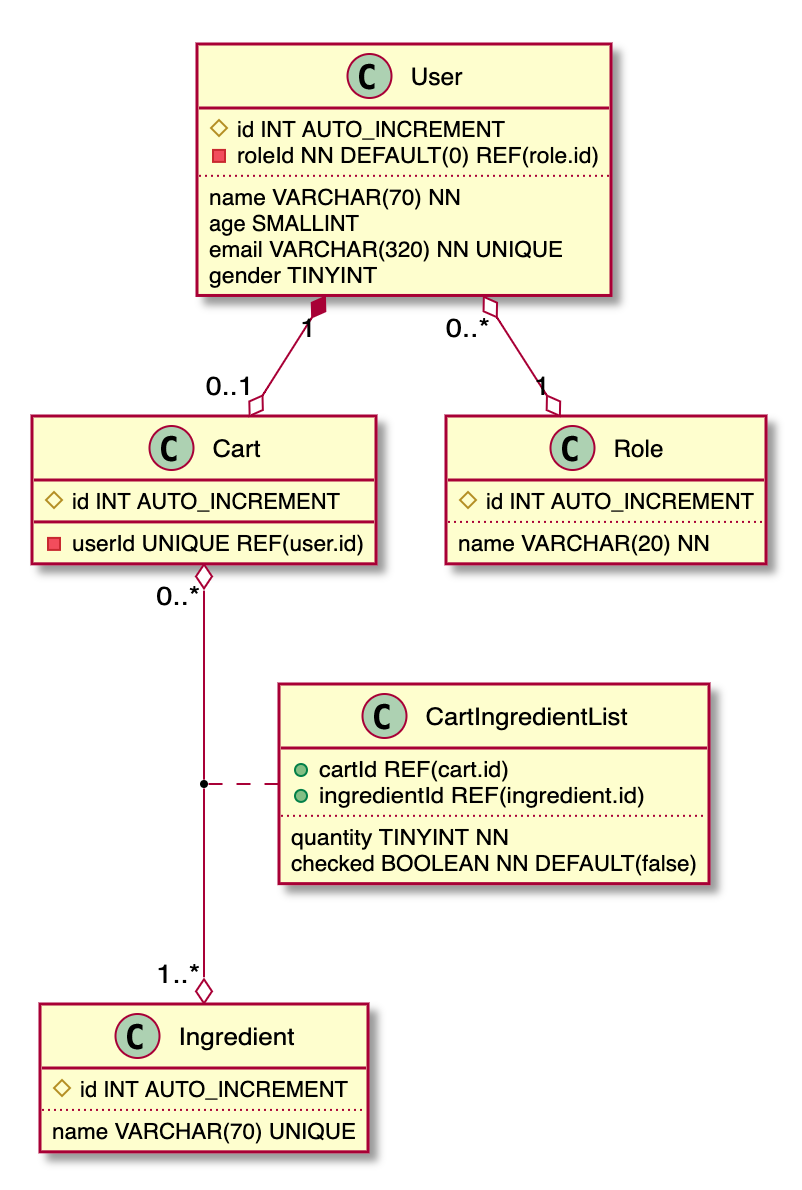 C User
id INT AUTO_INCREMENT
roleId NN DEFAULT(0) REF(role.id)
name VARCHAR(70) NN
age SMALLINT
email VARCHAR(320) NN UNIQUE
gender TINYINT
1
0..*
0..1
1
C Cart
id INT AUTO_INCREMENT
userId UNIQUE REF(user.id)
C Role
id INT AUTO_INCREMENT
name VARCHAR(20) NN
0..*
C CartIngredientList
cartId REF(cart.id)
ingredientId REF(ingredient.id)
quantity TINYINT NN
checked BOOLEAN NN DEFAULT(false)
1..*
C Ingredient
id INT AUTO_INCREMENT
name VARCHAR(70) UNIQUE